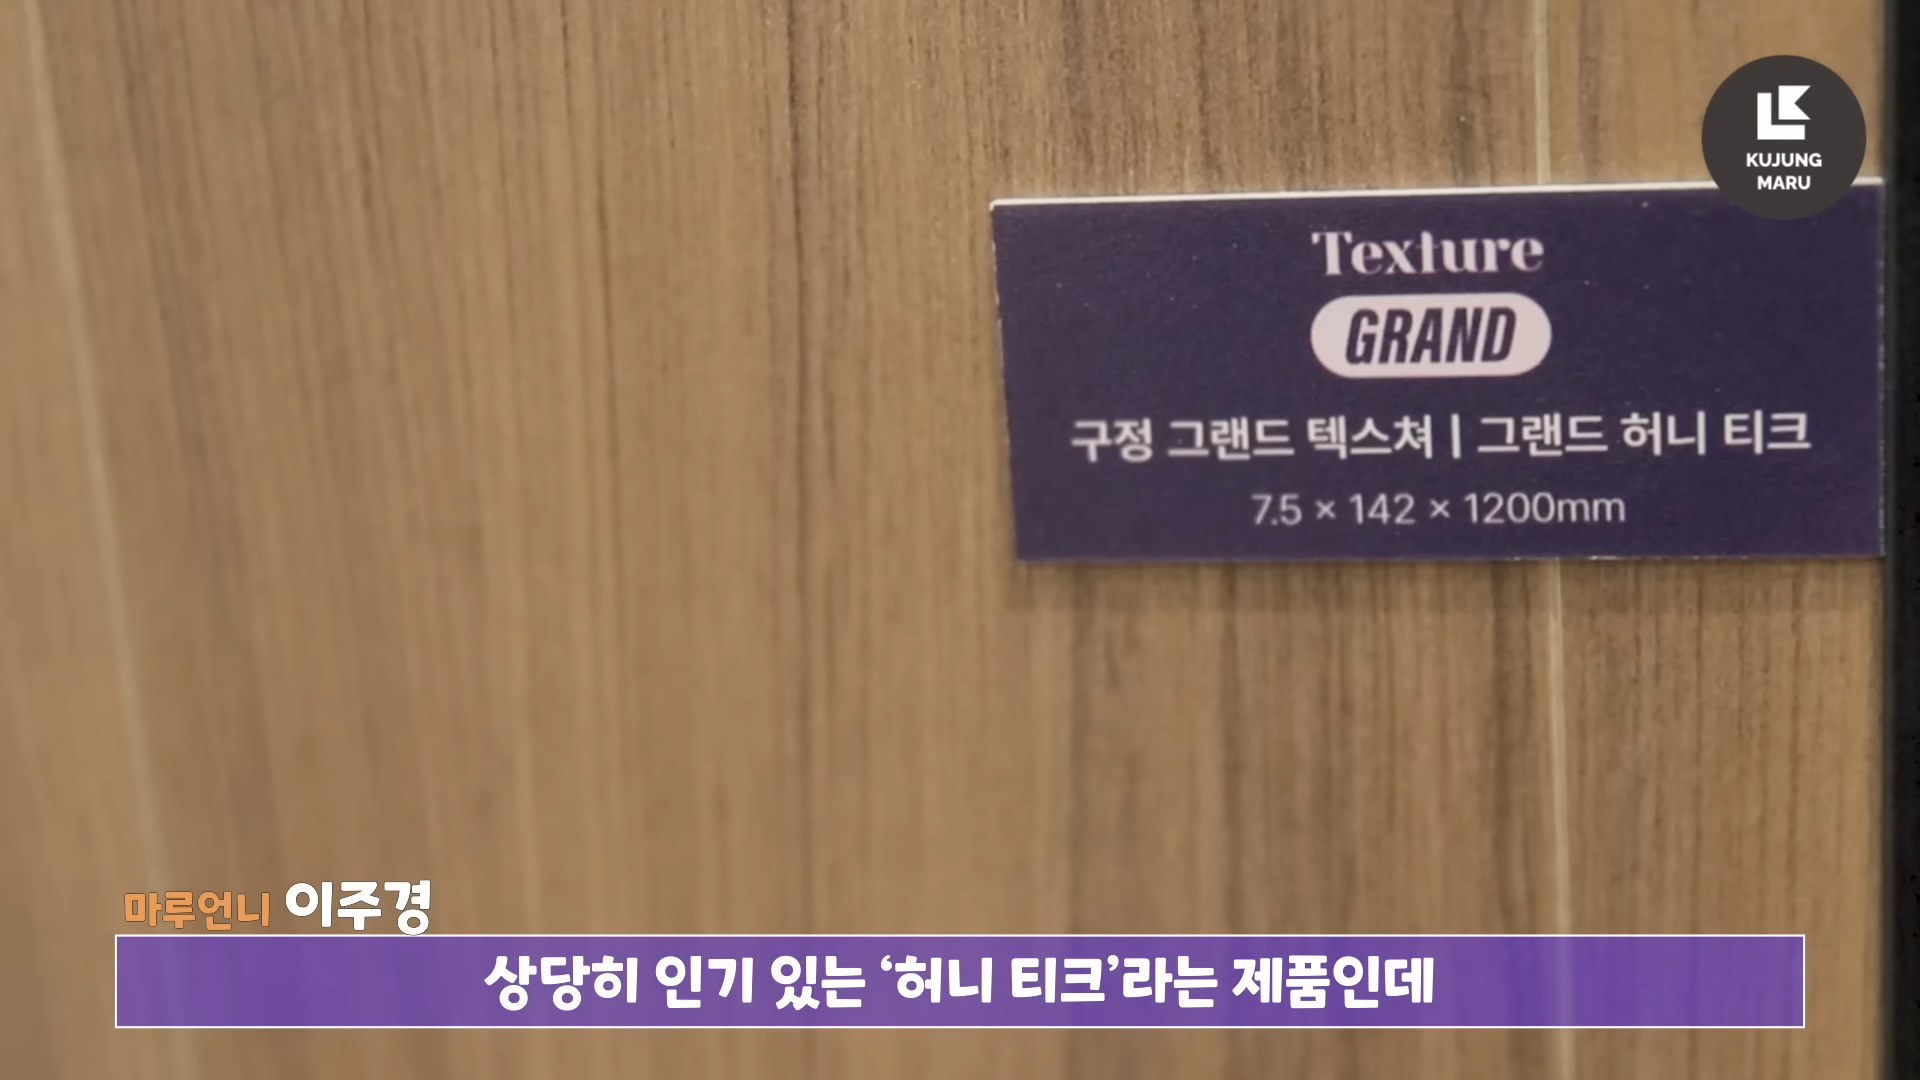 KUJUNG
MARU
Texture
GRAND
구정 그랜드 텍스쳐 | 그랜드 허니 티크
7.5 × 142 × 1200mm
마루언니 이주경
상당히 인기 있는 ‘허니 티크’라는 제품인데